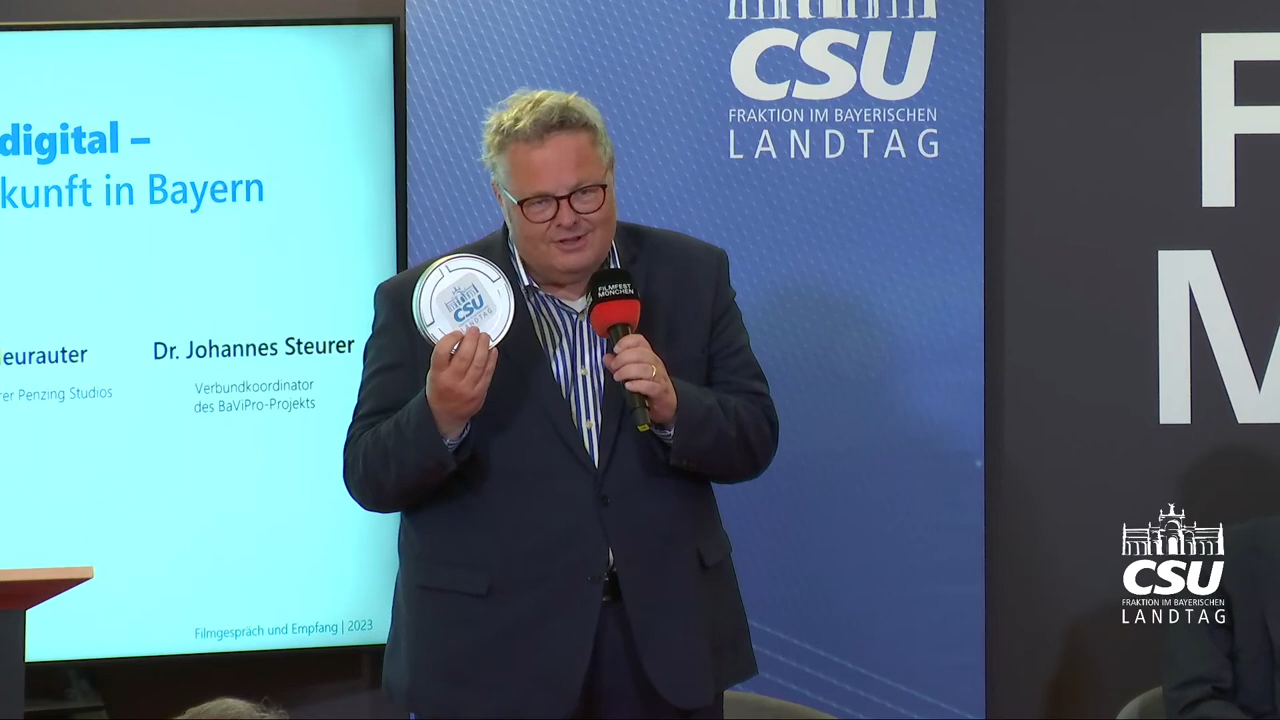 digital –
kunft in Bayern
eurauter
Dr. Johannes Steurer
rer Penzing Studios
Verbundkoordinator
des BaViPro-Projekts
Filmgespräch und Empfang | 2023
CSU
FRAKTION IM BAYERISCHEN
LANDTAG
CSU
LANDTAG
FILMFEST
MÜNCHEN
F
M
CSU
FRAKTION IM BAYERISCHEN
LANDTAG